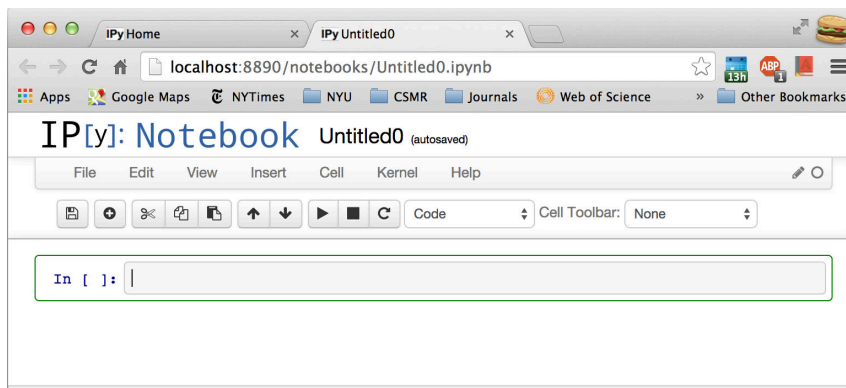 IPy Home × IPy Untitled0 ×
localhost:8890/notebooks/Untitled0.ipynb 13h ABP 1
Apps Google Maps NYTimes NYU CSMR Journals Web of Science » Other Bookmarks
IP[y]: Notebook Untitled0 (autosaved)
File Edit View Insert Cell Kernel Help
Code Cell Toolbar: None
In [ ]: